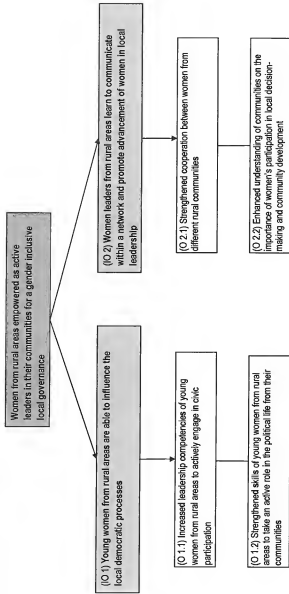 Women from rural areas empowered as active
leaders in their communities for a gender inclusive
local governance
(IO 1) Young women from rural areas are able to influence the
local democratic processes
(IO 2) Women leaders from rural areas learn to communicate
within a network and promote advancement of women in local
leadership
(O 1.1) Increased leadership competencies of young
women from rural areas to actively engage in civic
participation
(O 2.1) Strengthened cooperation between women from
different rural communities
(O 1.2) Strengthened skills of young women from rural
areas to take an active role in the political life from their
communities
(O 2.2) Enhanced understanding of communities on the
importance of women's participation in local decision-
making and community development